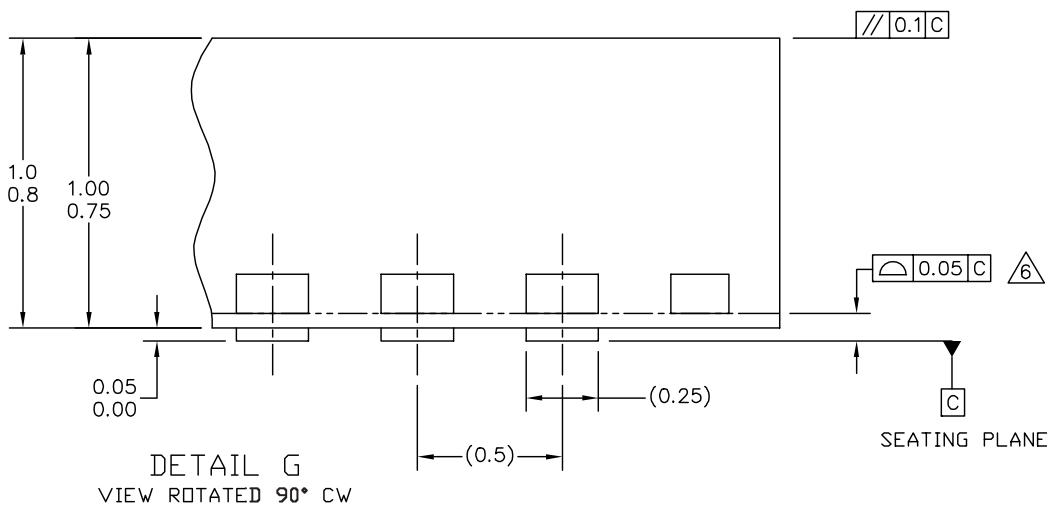 // 0.1 C
1.0
0.8
1.00
0.75
⌓ 0.05 C
6
0.05
0.00
(0.25)
C
(0.5)
SEATING PLANE
DETAIL G
VIEW ROTATED 90° CW